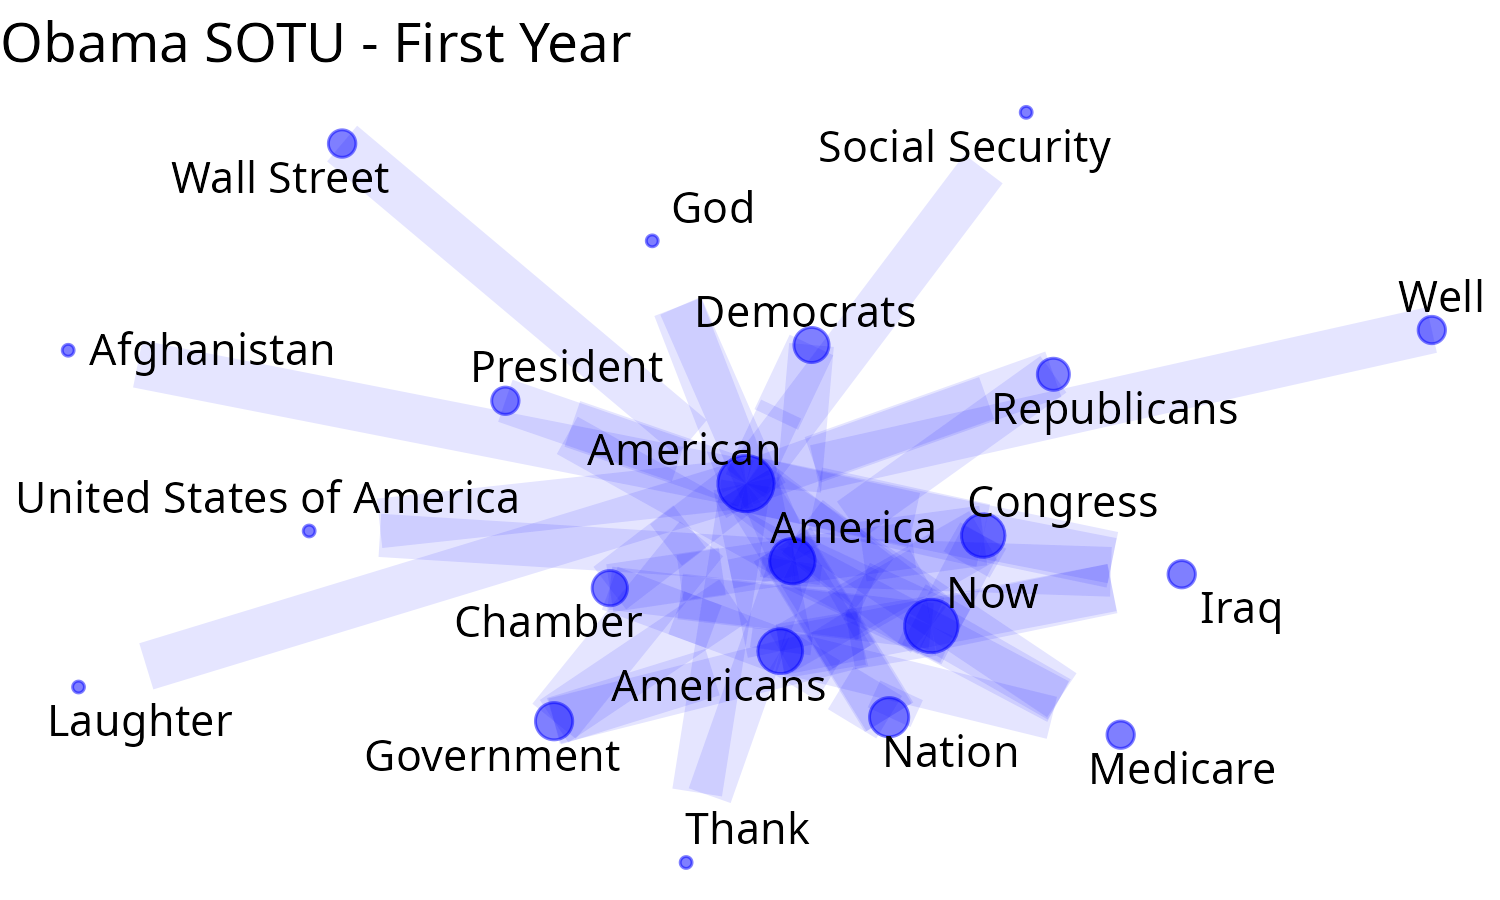 Obama SOTU - First Year
Social Security
Wall Street
God
Well
Democrats
Afghanistan
President
Republicans
American
United States of America
Congress
America
Now
Iraq
Chamber
Americans
Laughter
Nation
Government
Medicare
Thank